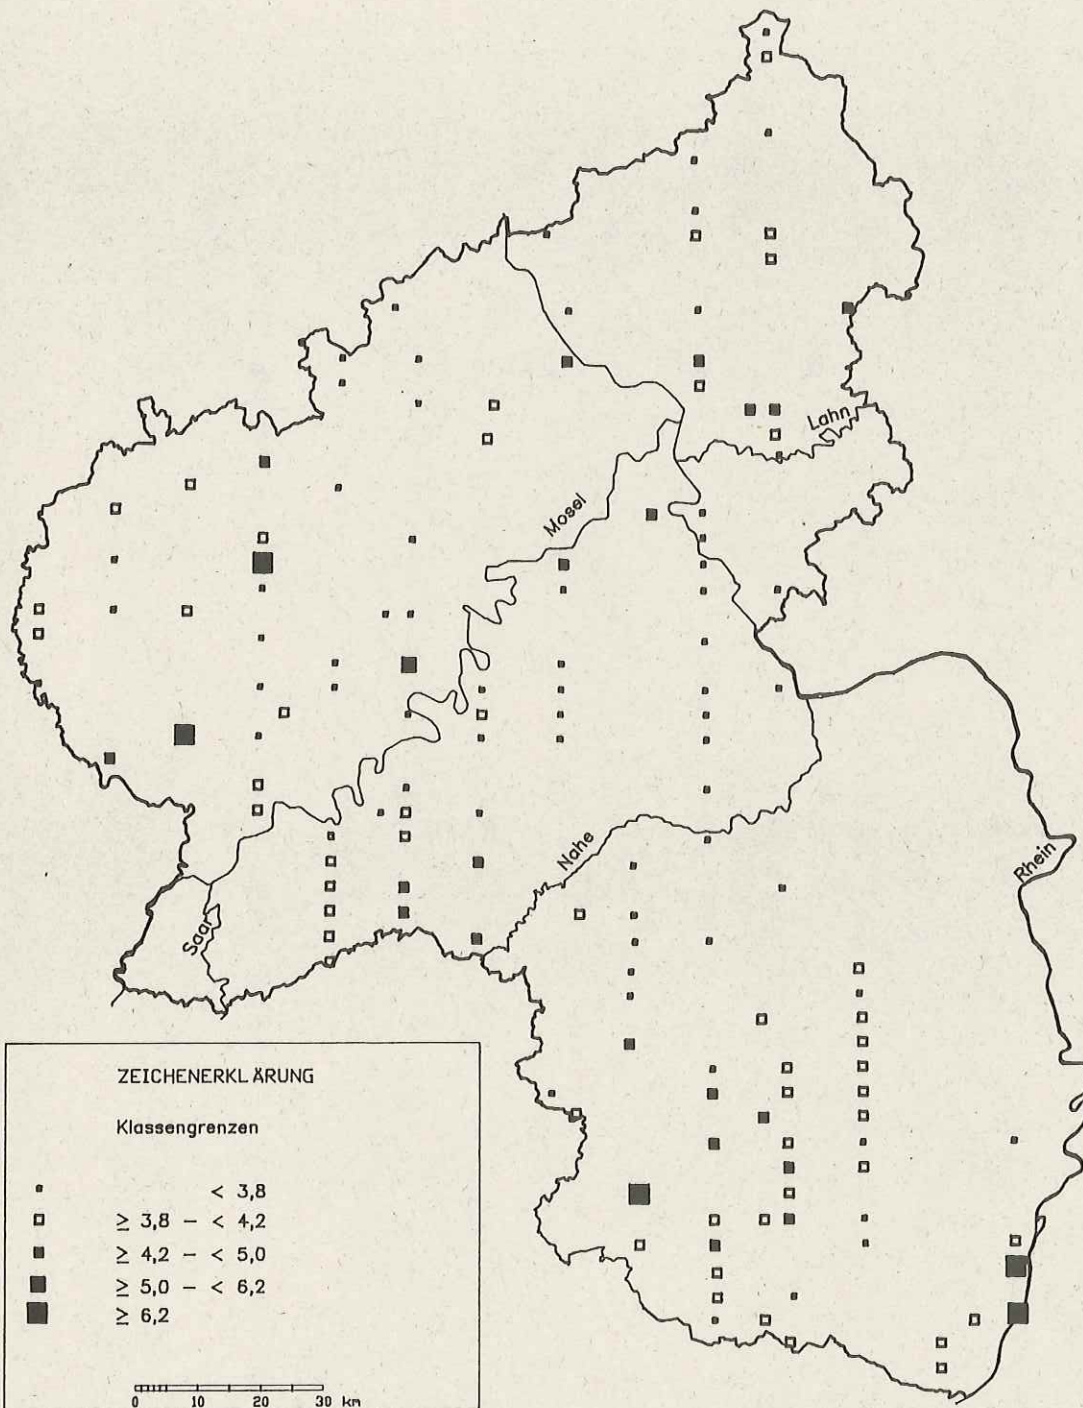 Lahn
Mosel
Nahe
Rhein
Saar
ZEICHENERKLÄRUNG
Klassengrenzen
< 3,8
≥ 3,8 – < 4,2
≥ 4,2 – < 5,0
≥ 5,0 – < 6,2
≥ 6,2
0 10 20 30 km